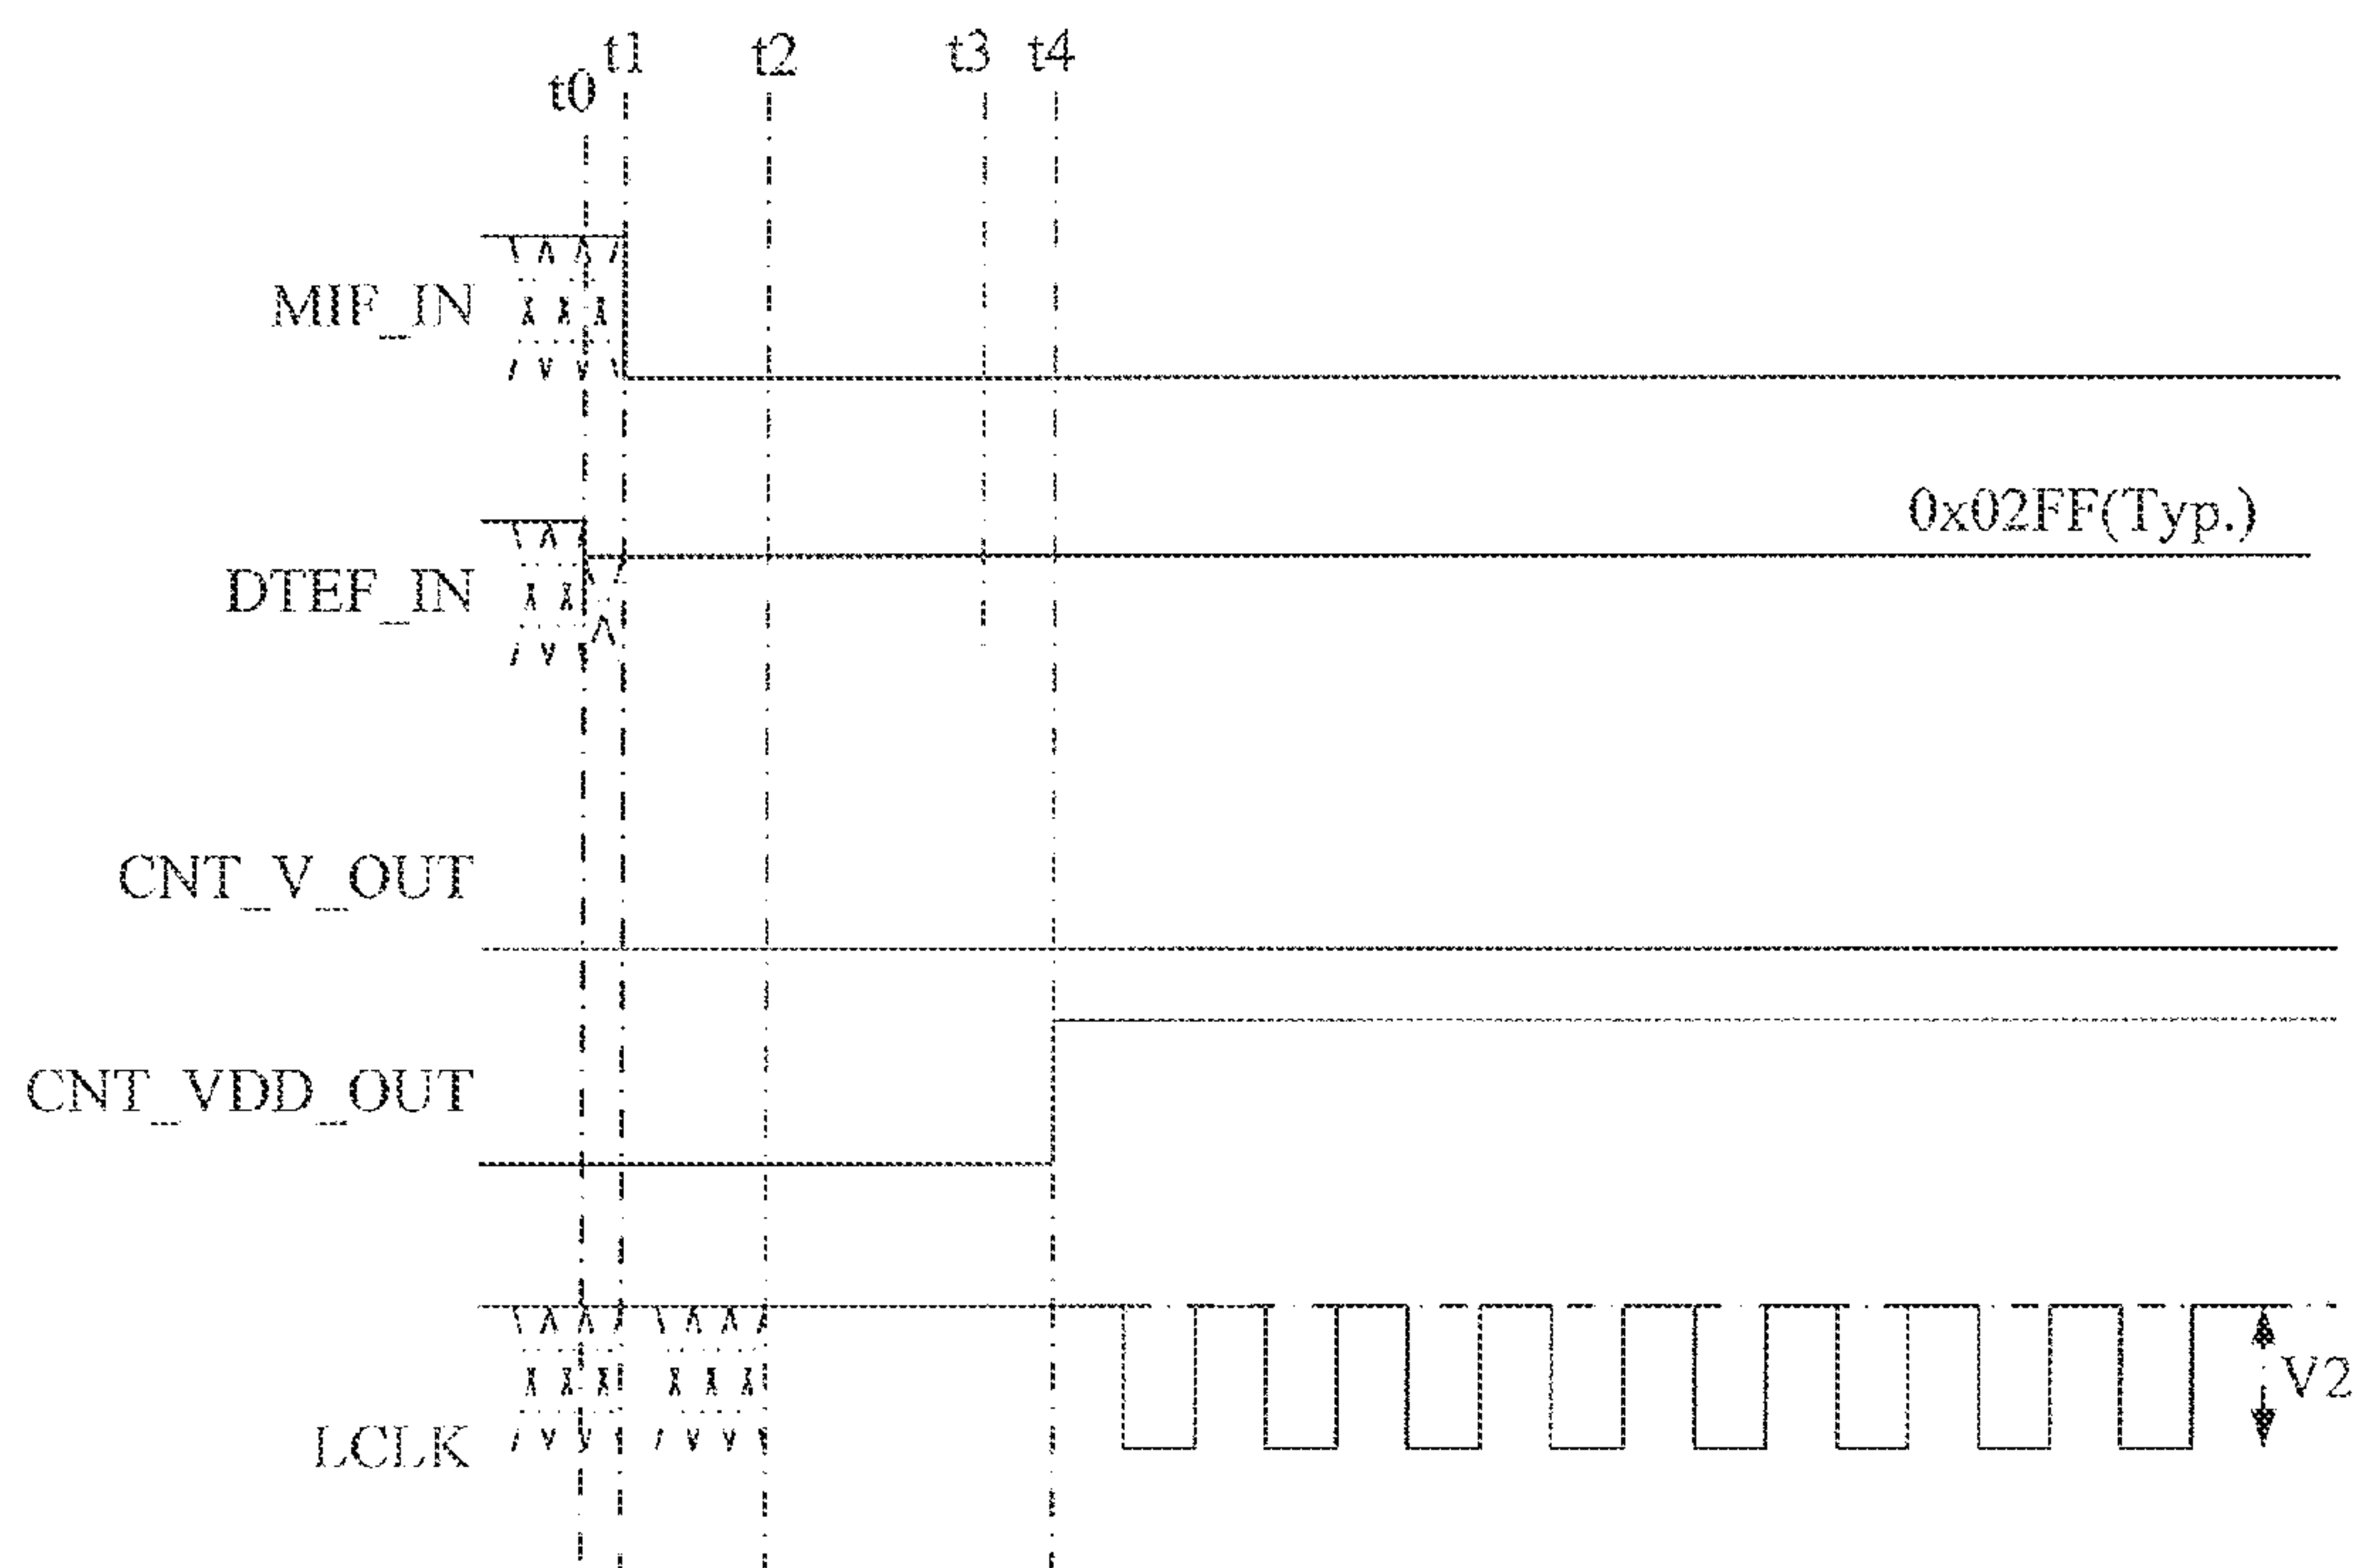 t0 t1 t2 t3 t4
MIF_IN
0x02FF(Typ.)
DTEF_IN
CNT_V_OUT
CNT_VDD_OUT
V2
LCLK